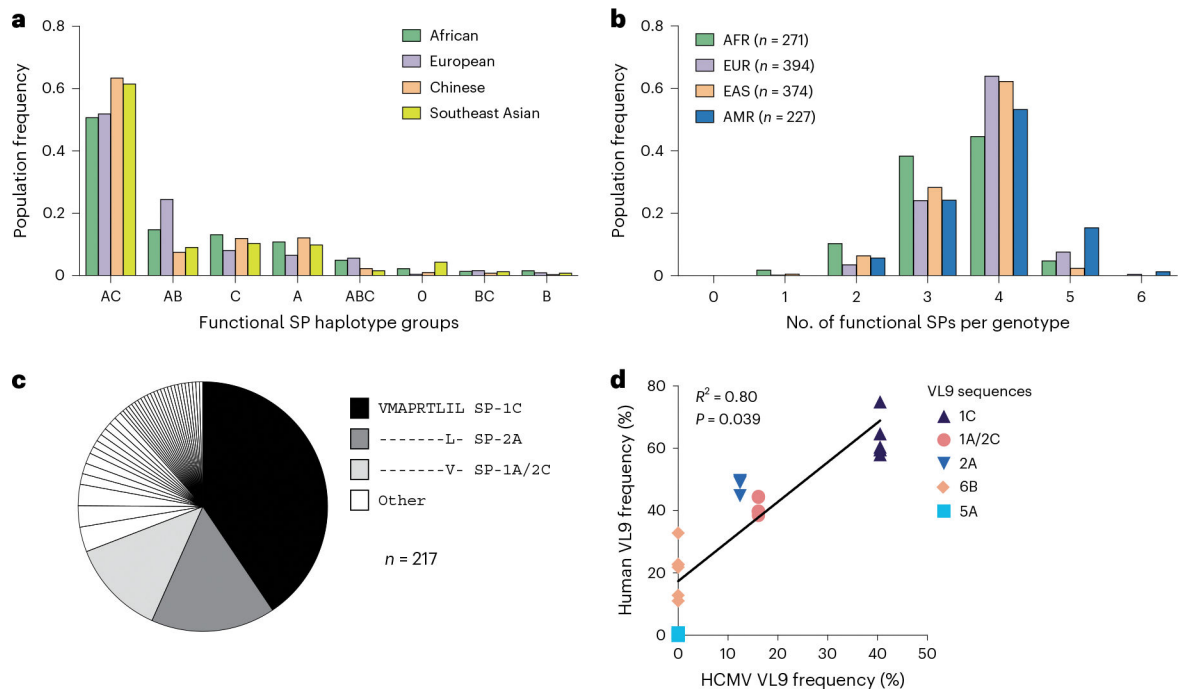 a
0.8
0.6
0.4
0.2
0
Population frequency
African
European
Chinese
Southeast Asian
AC AB C A ABC O BC B
Functional SP haplotype groups
b
0.8
0.6
0.4
0.2
0
Population frequency
AFR (n = 271)
EUR (n = 394)
EAS (n = 374)
AMR (n = 227)
0 1 2 3 4 5 6
No. of functional SPs per genotype
c
VMAPRTLIL SP-1C
-------L- SP-2A
-------V- SP-1A/2C
Other
n = 217
d
80
60
40
20
0
Human VL9 frequency (%)
R² = 0.80
P = 0.039
0 10 20 30 40 50
HCMV VL9 frequency (%)
VL9 sequences
1C
1A/2C
2A
6B
5A